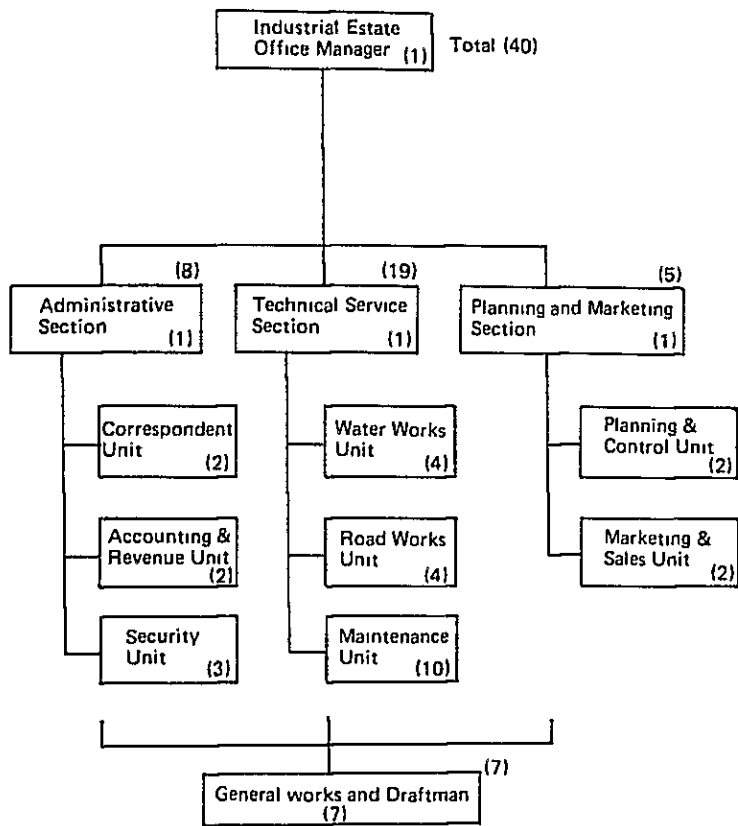 Industrial Estate
Office Manager
(1)
Total (40)
(8)
Administrative
Section
(1)
(19)
Technical Service
Section
(1)
(5)
Planning and Marketing
Section
(1)
Correspondent
Unit
(2)
Accounting &
Revenue Unit
(2)
Security
Unit
(3)
Water Works
Unit
(4)
Road Works
Unit
(4)
Maintenance
Unit
(10)
Planning &
Control Unit
(2)
Marketing &
Sales Unit
(2)
(7)
General works and Draftman
(7)